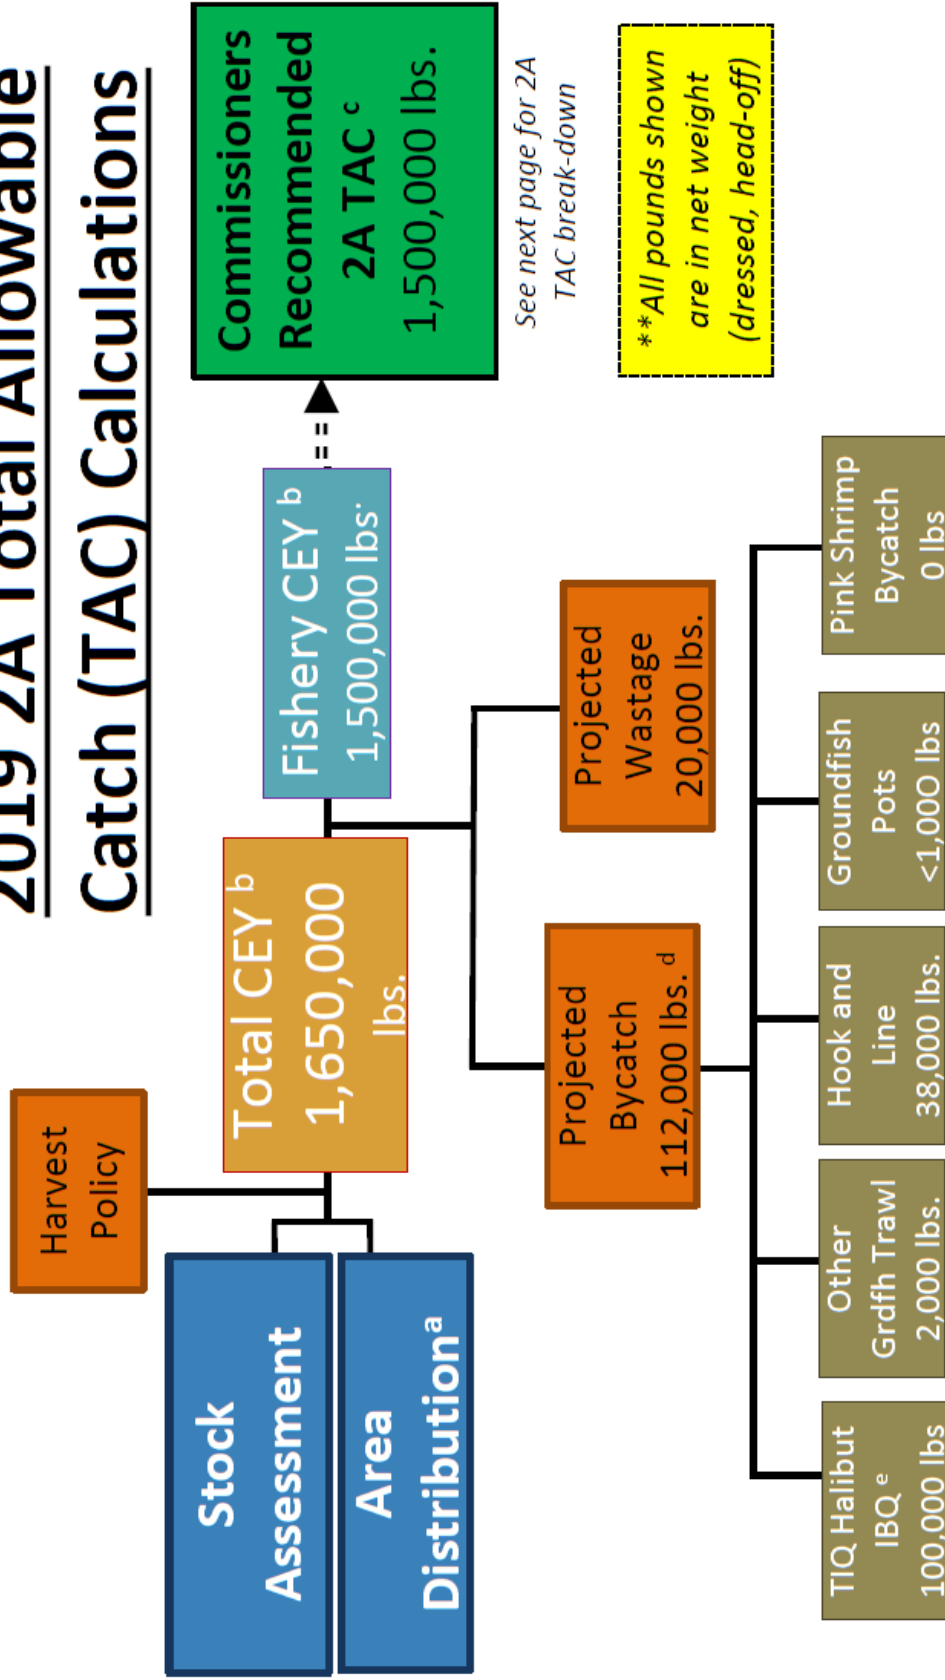 2019 2A Total Allowable
Catch (TAC) Calculations
Harvest
Policy
Stock
Assessment
Area
Distributionᵃ
Total CEY ᵇ
1,650,000
lbs.
Fishery CEY ᵇ
1,500,000 lbs.
Commissioners
Recommended
2A TAC ᶜ
1,500,000 lbs.
See next page for 2A
TAC break-down
Projected
Bycatch
112,000 lbs. ᵈ
Projected
Wastage
20,000 lbs.
**All pounds shown
are in net weight
(dressed, head-off)
TIQ Halibut
IBQ ᵉ
100,000 lbs
Other
Grdfh Trawl
2,000 lbs.
Hook and
Line
38,000 lbs.
Groundfish
Pots
<1,00O lbs
Pink Shrimp
Bycatch
0 lbs